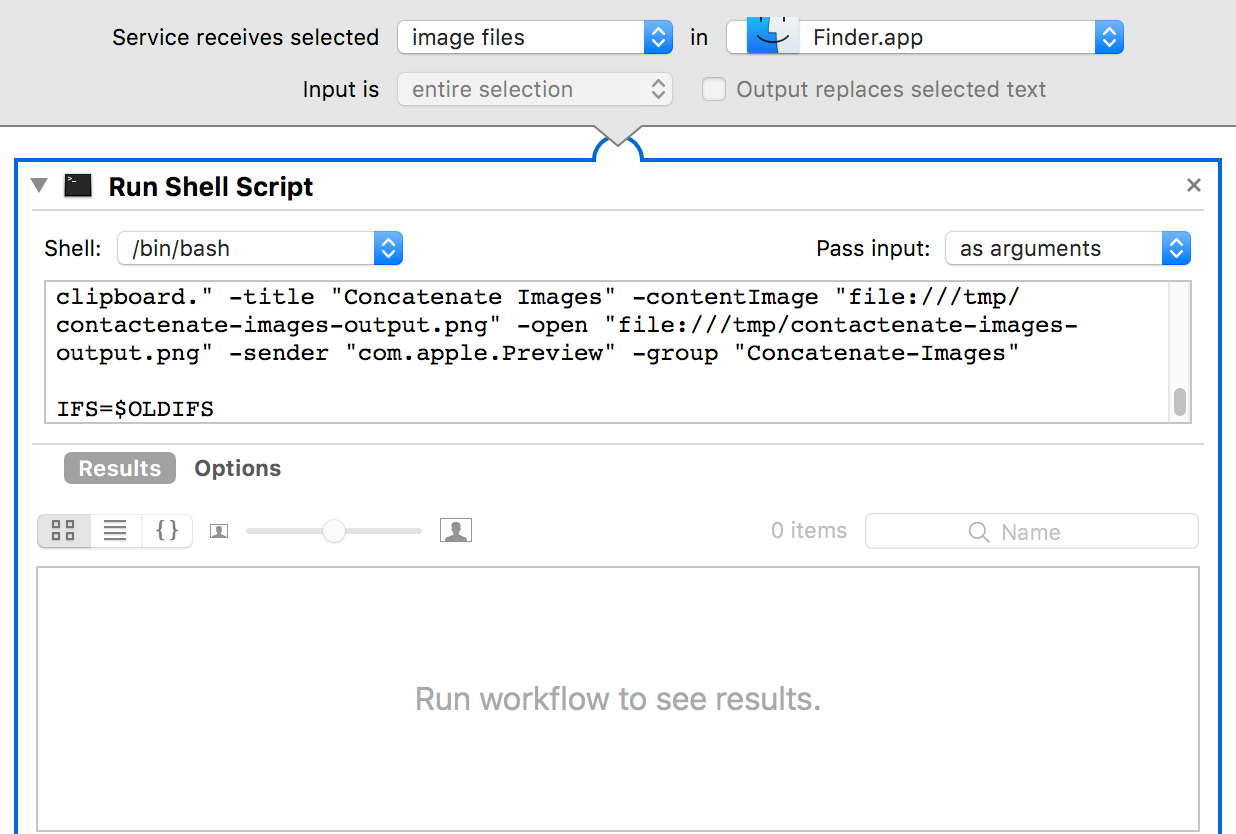 Service receives selected image files in Finder.app
Input is entire selection Output replaces selected text
Run Shell Script
Shell: /bin/bash Pass input: as arguments
clipboard." -title "Concatenate Images" -contentImage "file:///tmp/
contactenate-images-output.png" -open "file:///tmp/contactenate-images-
output.png" -sender "com.apple.Preview" -group "Concatenate-Images"
IFS=$OLDIFS
Results Options
{} 0 items Name
Run workflow to see results.